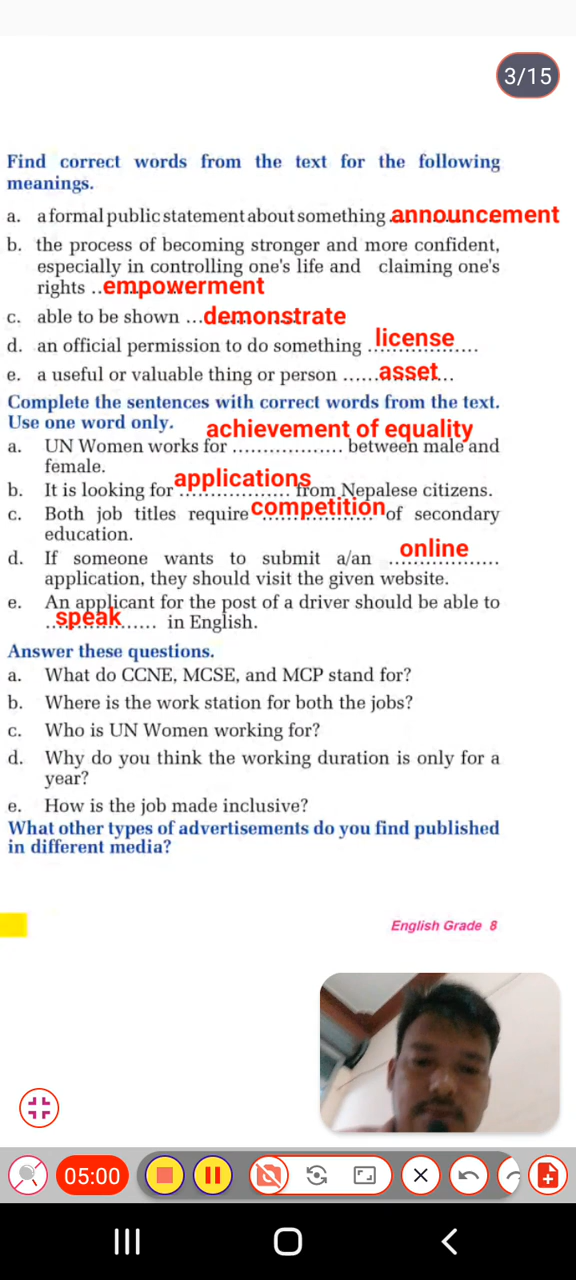 3/15
Find correct words from the text for the following
meanings.
a. a formal public statement about something announcement
b. the process of becoming stronger and more confident,
especially in controlling one's life and claiming one's
rights ..empowerment
c. able to be shown ...demonstrate
d. an official permission to do something license
e. a useful or valuable thing or person ......asset...
Complete the sentences with correct words from the text.
Use one word only. achievement of equality
a. UN Women works for .................. between male and
female.
b. It is looking for applications from Nepalese citizens.
c. Both job titles require competition of secondary
education.
d. If someone wants to submit a/an online
application, they should visit the given website.
e. An applicant for the post of a driver should be able to
speak...... in English.
Answer these questions.
a. What do CCNE, MCSE, and MCP stand for?
b. Where is the work station for both the jobs?
c. Who is UN Women working for?
d. Why do you think the working duration is only for a
year?
e. How is the job made inclusive?
What other types of advertisements do you find published
in different media?
English Grade 8
05:00